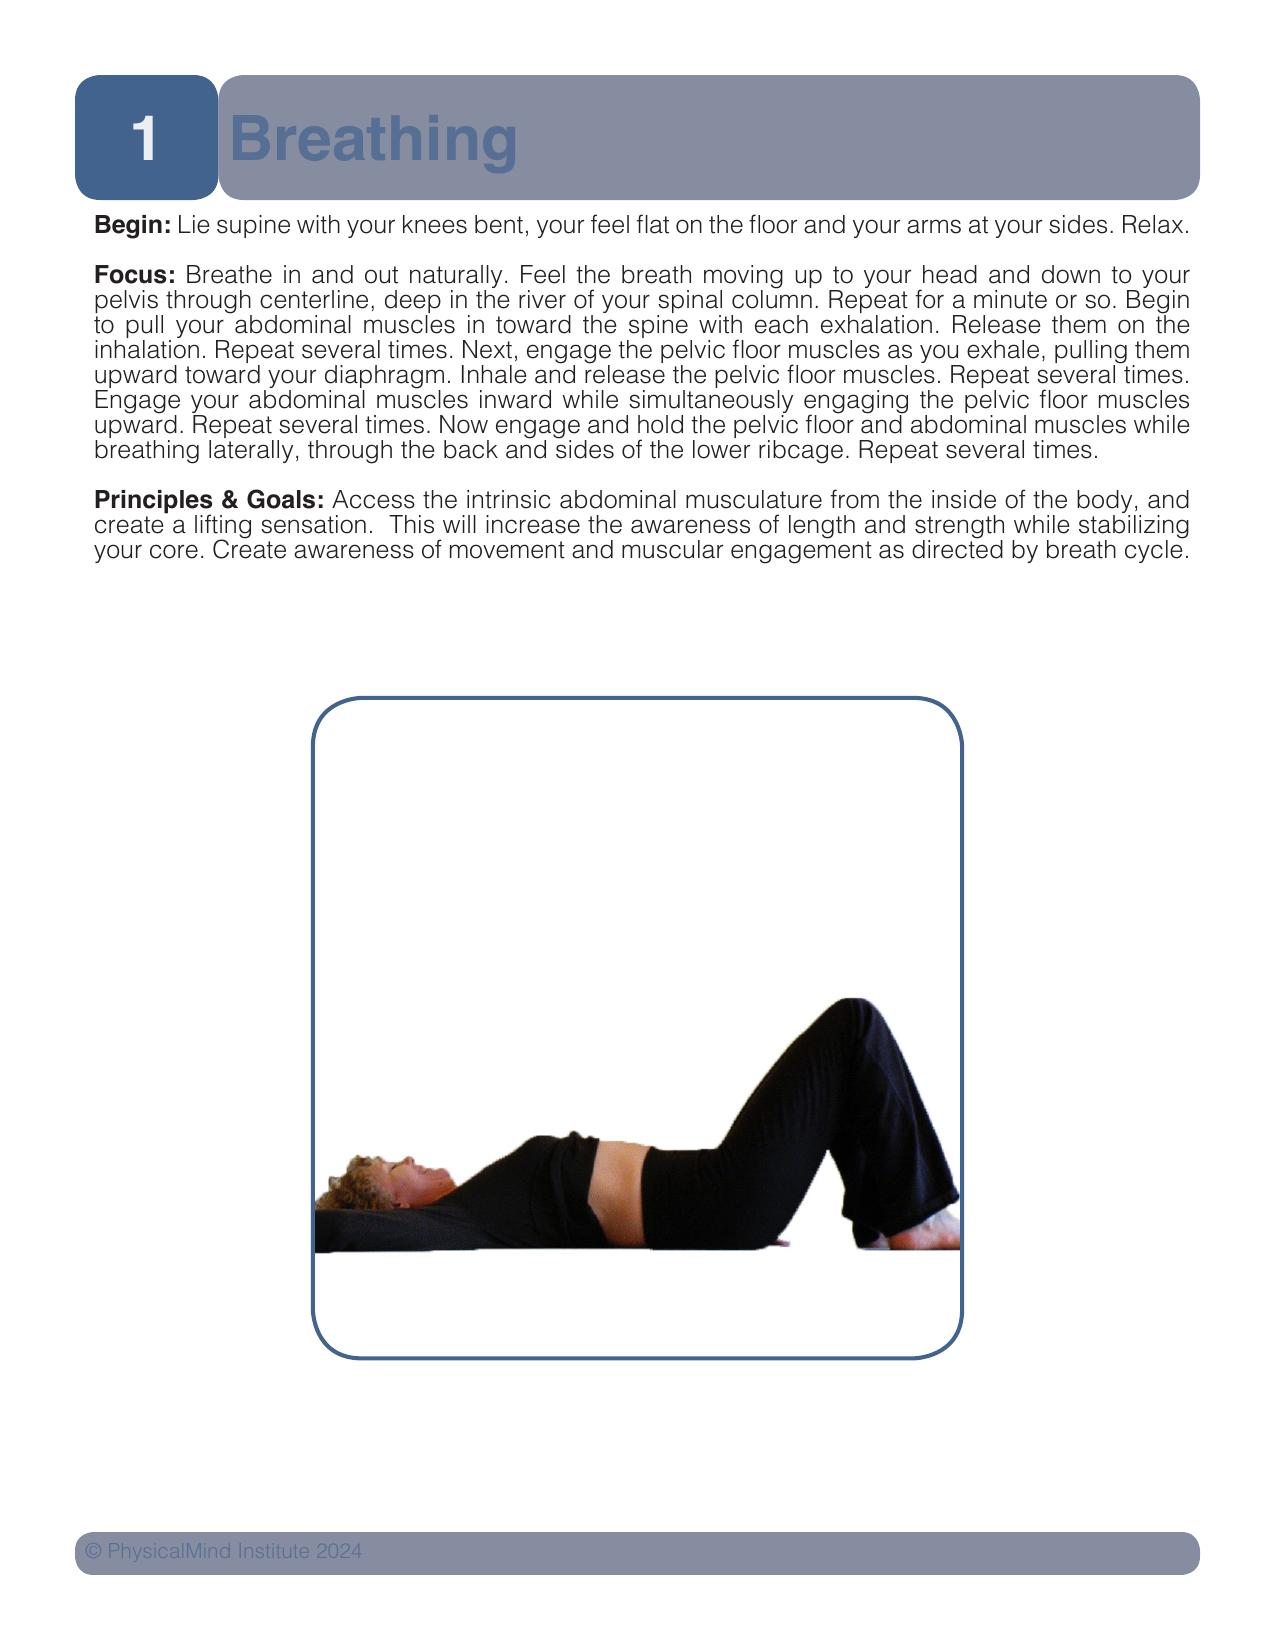 1 Breathing
Begin: Lie supine with your knees bent, your feel flat on the floor and your arms at your sides. Relax.
Focus: Breathe in and out naturally. Feel the breath moving up to your head and down to your
pelvis through centerline, deep in the river of your spinal column. Repeat for a minute or so. Begin
to pull your abdominal muscles in toward the spine with each exhalation. Release them on the
inhalation. Repeat several times. Next, engage the pelvic floor muscles as you exhale, pulling them
upward toward your diaphragm. Inhale and release the pelvic floor muscles. Repeat several times.
Engage your abdominal muscles inward while simultaneously engaging the pelvic floor muscles
upward. Repeat several times. Now engage and hold the pelvic floor and abdominal muscles while
breathing laterally, through the back and sides of the lower ribcage. Repeat several times.
Principles & Goals: Access the intrinsic abdominal musculature from the inside of the body, and
create a lifting sensation.  This will increase the awareness of length and strength while stabilizing
your core. Create awareness of movement and muscular engagement as directed by breath cycle.
© PhysicalMind Institute 2024